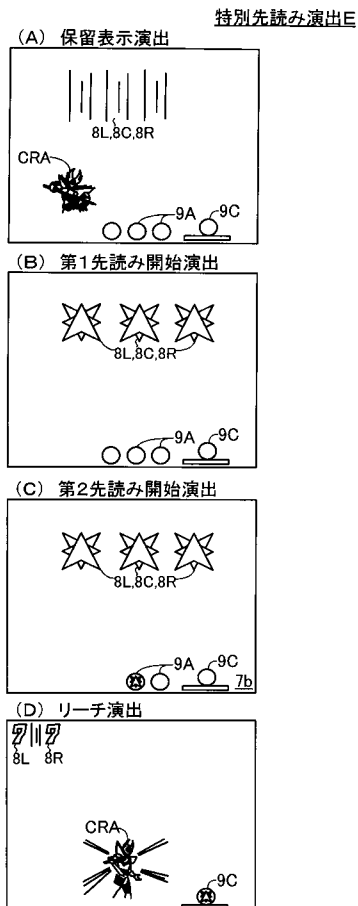 特別先読み演出E
(A) 保留表示演出
8L,8C,8R
CRA
9A
9C
(B) 第1先読み開始演出
8L,8C,8R
9A
9C
(C) 第2先読み開始演出
8L,8C,8R
9A
9C
7b
(D) リーチ演出
7 7
8L 8R
CRA
9C